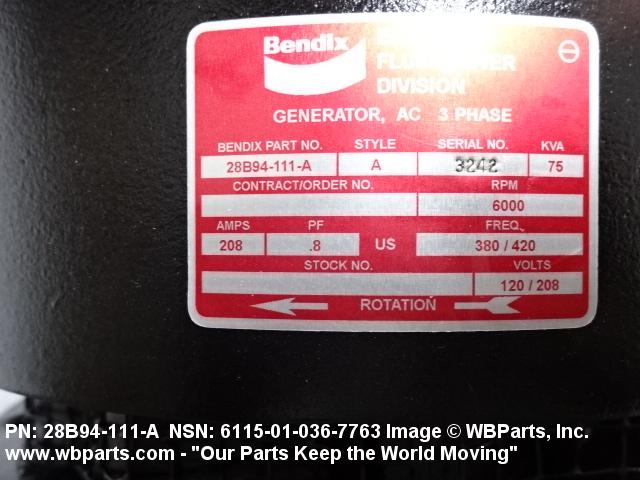 Bendix
DIVISION
GENERATOR, AC 3 PHASE
BENDIX PART NO. STYLE SERIAL NO. KVA
28B94-111-A A 3242 75
CONTRACT/ORDER NO. RPM
6000
AMPS PF FREQ.
208 .8 US 380 / 420
STOCK NO. VOLTS
120 / 208
ROTATION
PN: 28B94-111-A NSN: 6115-01-036-7763 Image © WBParts, Inc.
www.wbparts.com - "Our Parts Keep the World Moving"